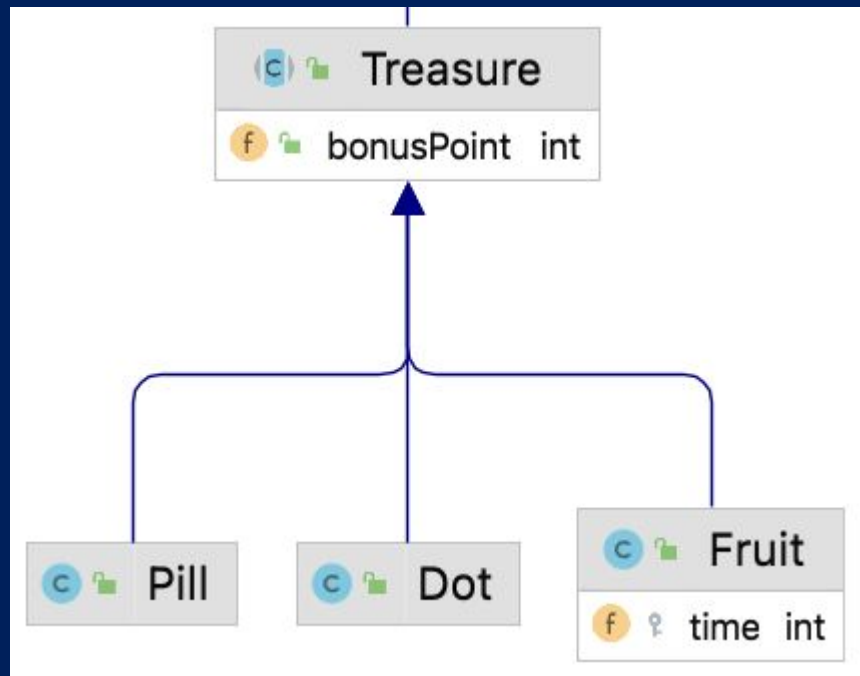 Treasure
bonusPoint int
Pill
Dot
Fruit
time int